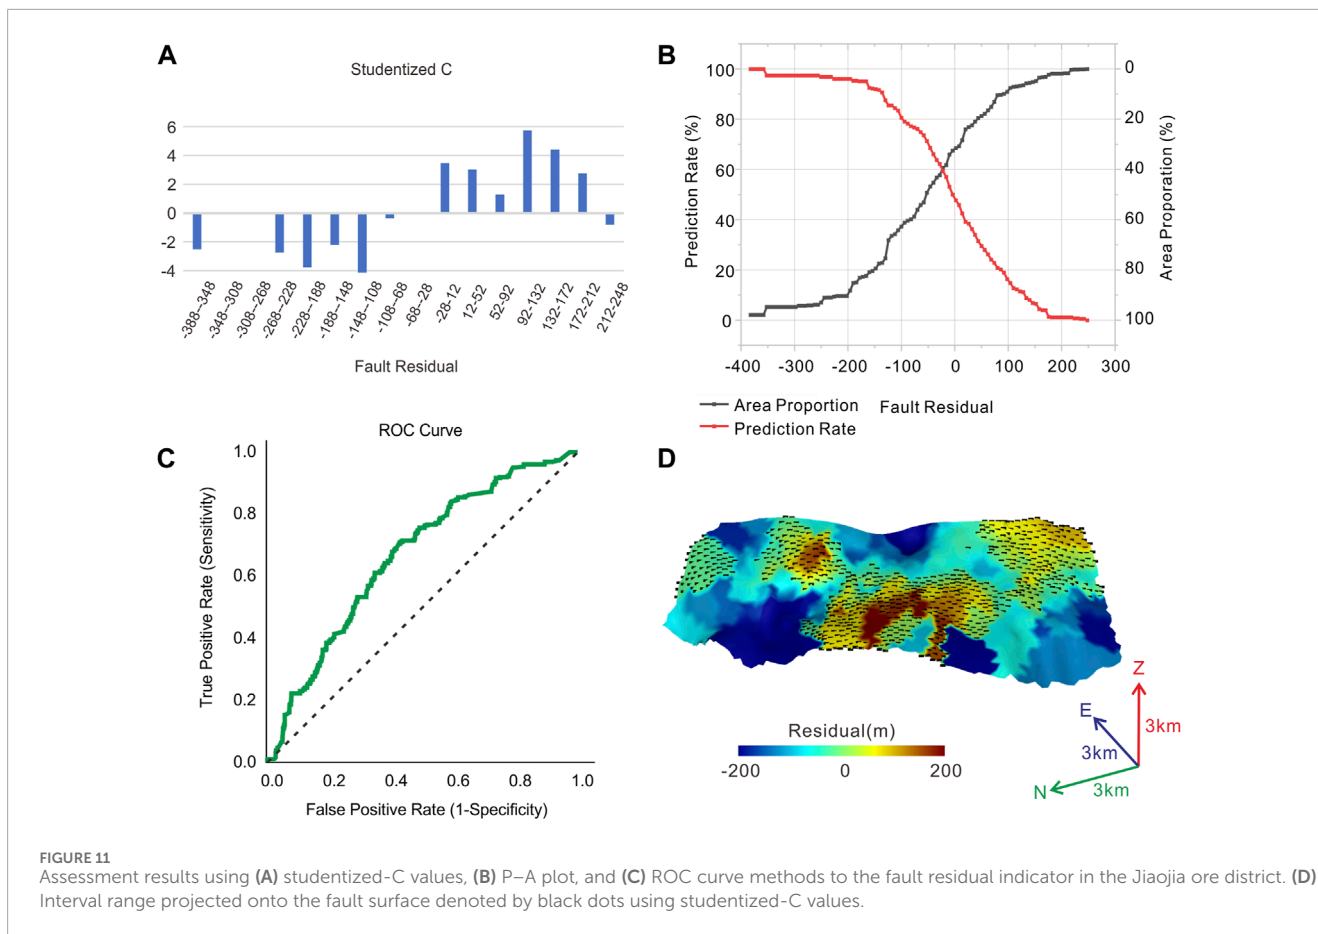 A
Studentized C
6
4
2
0
-2
-4
-388--348
-348--308
-308--268
-268--228
-228--188
-188--148
-148--108
-108--68
-68--28
-28-12
12-52
52-92
92-132
132-172
172-212
212-248
Fault Residual
B
Prediction Rate (%)
100
80
60
40
20
0
0
20
40
60
80
100
Area Proporation (%)
-400
-300
-200
-100
0
100
200
300
Area Proportion
Fault Residual
Prediction Rate
C
ROC Curve
True Positive Rate (Sensitivity)
1.0
0.8
0.6
0.4
0.2
0.0
0.0
0.2
0.4
0.6
0.8
1.0
False Positive Rate (1-Specificity)
D
Residual(m)
-200
0
200
Z
3km
E
3km
N
3km
FIGURE 11
Assessment results using (A) studentized-C values, (B) P–A plot, and (C) ROC curve methods to the fault residual indicator in the Jiaojia ore district. (D)
Interval range projected onto the fault surface denoted by black dots using studentized-C values.